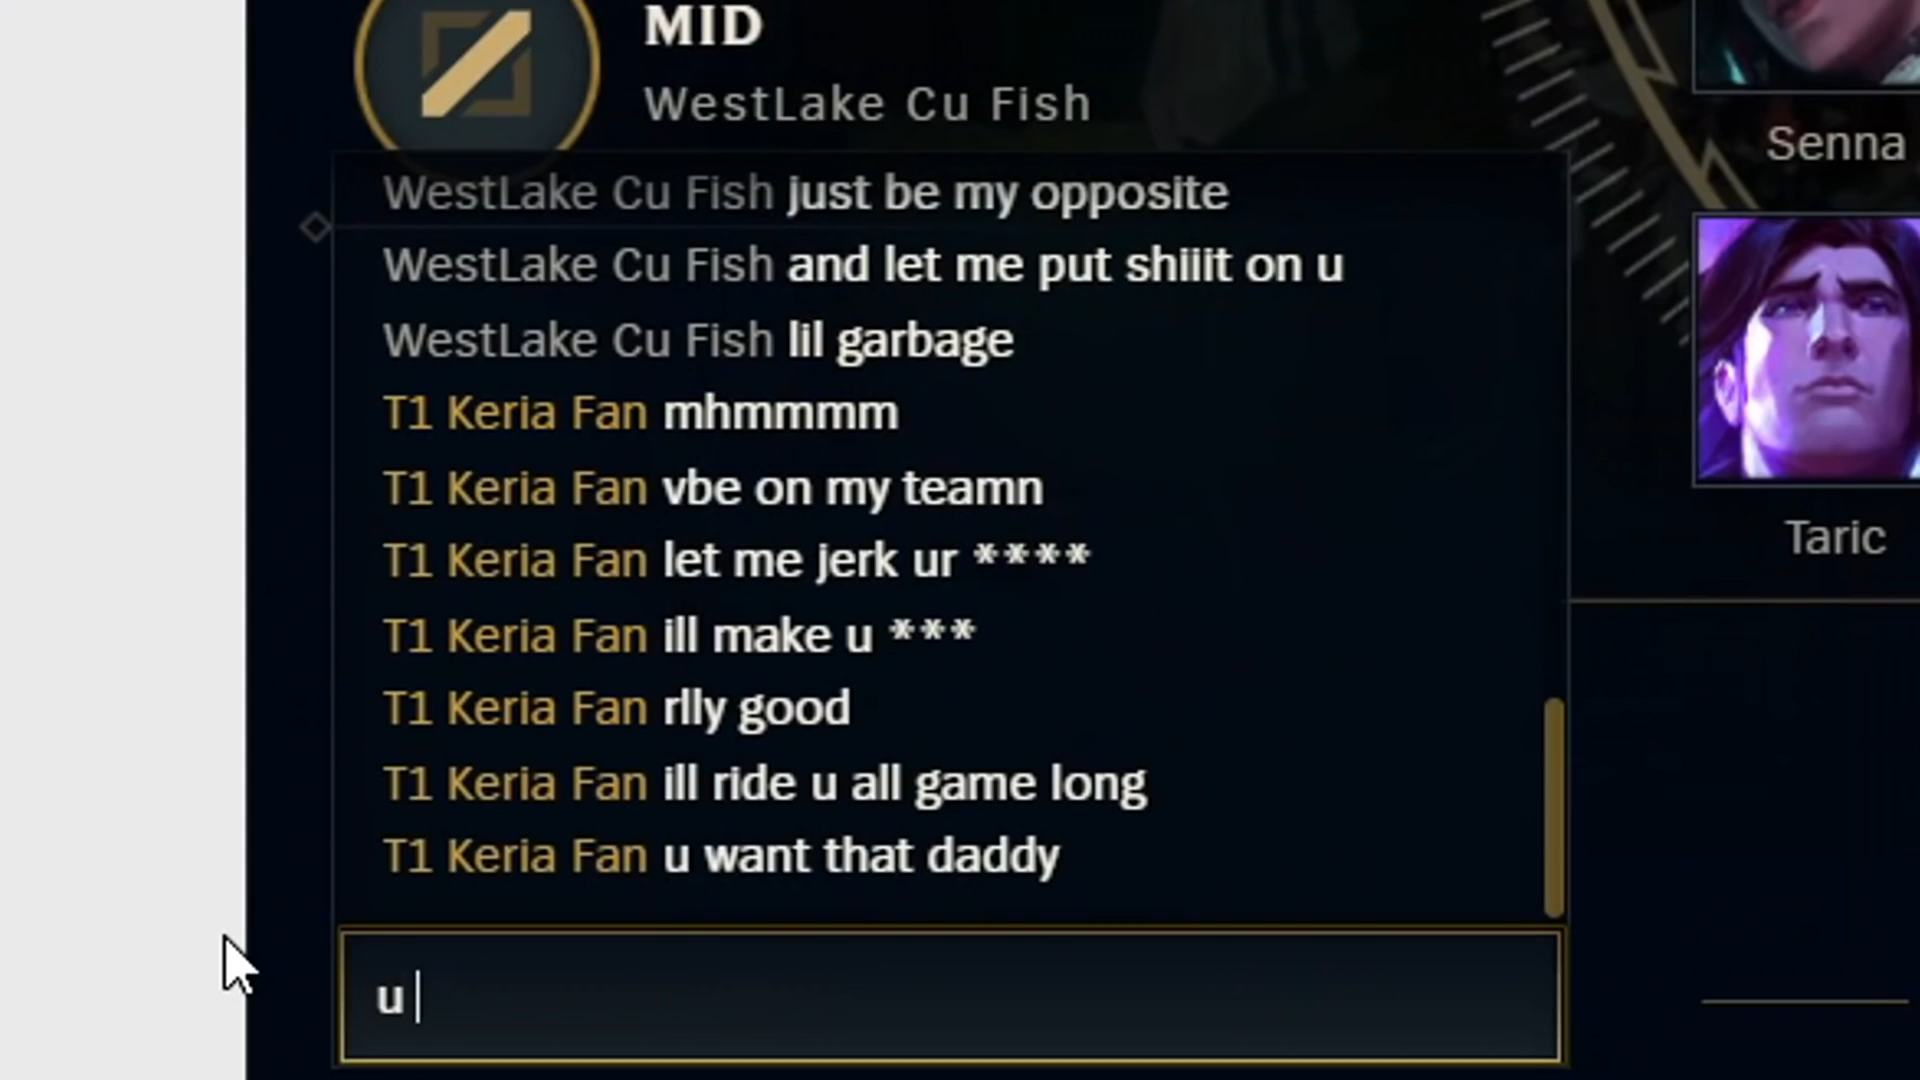 MID
WestLake Cu Fish
Senna
WestLake Cu Fish just be my opposite
WestLake Cu Fish and let me put shiiit on u
WestLake Cu Fish lil garbage
T1 Keria Fan mhmmmm
T1 Keria Fan vbe on my teamn
T1 Keria Fan let me jerk ur ****
Taric
T1 Keria Fan ill make u ***
T1 Keria Fan rlly good
T1 Keria Fan ill ride u all game long
T1 Keria Fan u want that daddy
u